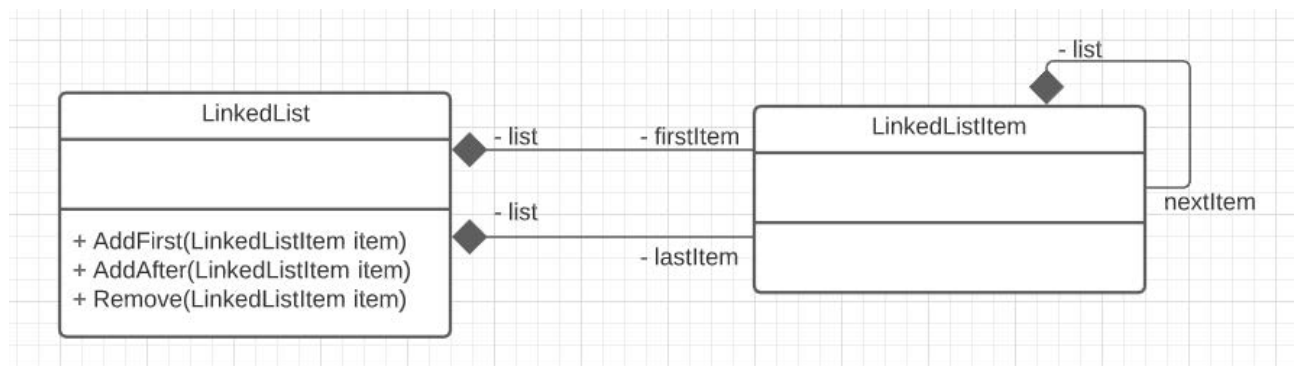 - list
LinkedList
LinkedListItem
- list
- firstItem
nextItem
- list
- lastItem
+ AddFirst(LinkedListItem item)
+ AddAfter(LinkedListItem item)
+ Remove(LinkedListItem item)